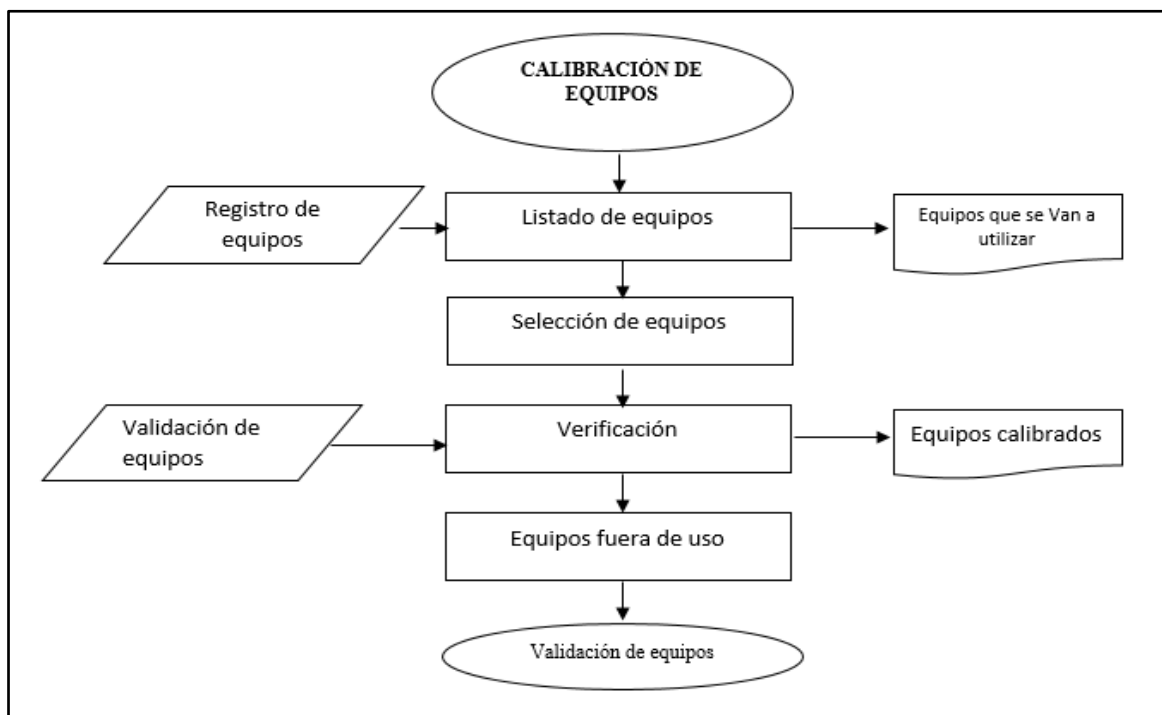 CALIBRACIÓN DE
EQUIPOS
Registro de
equipos
Listado de equipos
Equipos que se Van a
utilizar
Selección de equipos
Validación de
equipos
Verificación
Equipos calibrados
Equipos fuera de uso
Validación de equipos